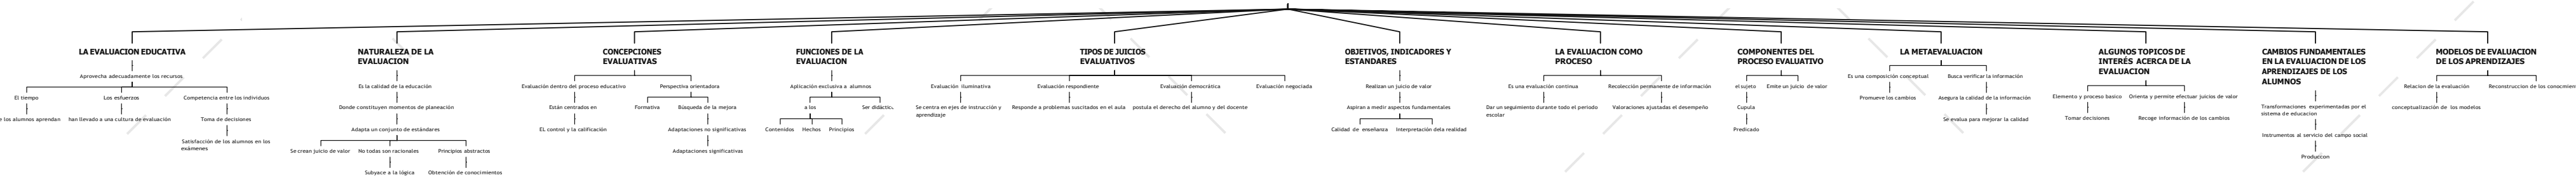 LA EVALUACION EDUCATIVA
Aprovecha adecuadamente los recursos
El tiempo
los alumnos aprendan
Los esfuerzos
han llevado a una cultura de evaluación
Competencia entre los individuos
Toma de decisiones
Satisfacción de los alumnos en los
exámenes
NATURALEZA DE LA
EVALUACION
Es la calidad de la educación
Donde constituyen momentos de planeación
Adapta un conjunto de estándares
Se crean juicio de valor
No todas son racionales
Subyace a la lógica
Principios abstractos
Obtención de conocimientos
CONCEPCIONES
EVALUATIVAS
Evaluación dentro del proceso educativo
Están centrados en
EL control y la calificación
Perspectiva orientadora
Formativa
Búsqueda de la mejora
Adaptaciones no significativas
Adaptaciones significativas
FUNCIONES DE LA
EVALUACION
Aplicación exclusiva a alumnos
a los
Contenidos
Hechos
Principios
Ser
TIPOS DE JUICIOS
EVALUATIVOS
Evaluación iluminativa
Se centra en ejes de instrucción y
aprendizaje
Evaluación respondiente
Responde a problemas suscitados en el aula
Evaluación democrática
postula el derecho del alumno y del docente
Evaluación negociada
OBJETIVOS, INDICADORES Y
ESTANDARES
Realizan un juicio de valor
Aspiran a medir aspectos fundamentales
Calidad de enseñanza
Interpretación dela realidad
LA EVALUACION COMO
PROCESO
Es una evaluación continua
Dar un seguimiento durante todo el periodo
escolar
Recolección permanente de información
Valoraciones ajustadas el desempeño
COMPONENTES DEL
PROCESO EVALUATIVO
el sujeto
Cupula
Predicado
Emite un juicio de valor
LA METAEVALUACION
Es una composición conceptual
Promueve los cambios
Busca verificar la información
Asegura la calidad de la información
Se evalua para mejorar la calidad
ALGUNOS TOPICOS DE
INTERÉS ACERCA DE LA
EVALUACION
Elemento y proceso basico
Tomar decisiones
Orienta y permite efectuar juicios de valor
Recoge información de los cambios
CAMBIOS FUNDAMENTALES
EN LA EVALUACION DE LOS
APRENDIZAJES DE LOS
ALUMNOS
Transformaciones experimentadas por el
sistema de educacion
Instrumentos al servicio del campo social
Produccion
MODELOS DE EVALUACION
DE LOS APRENDIZAJES
Relacion de la evaluación
conceptualización de los modelos
Reconstruccion de los